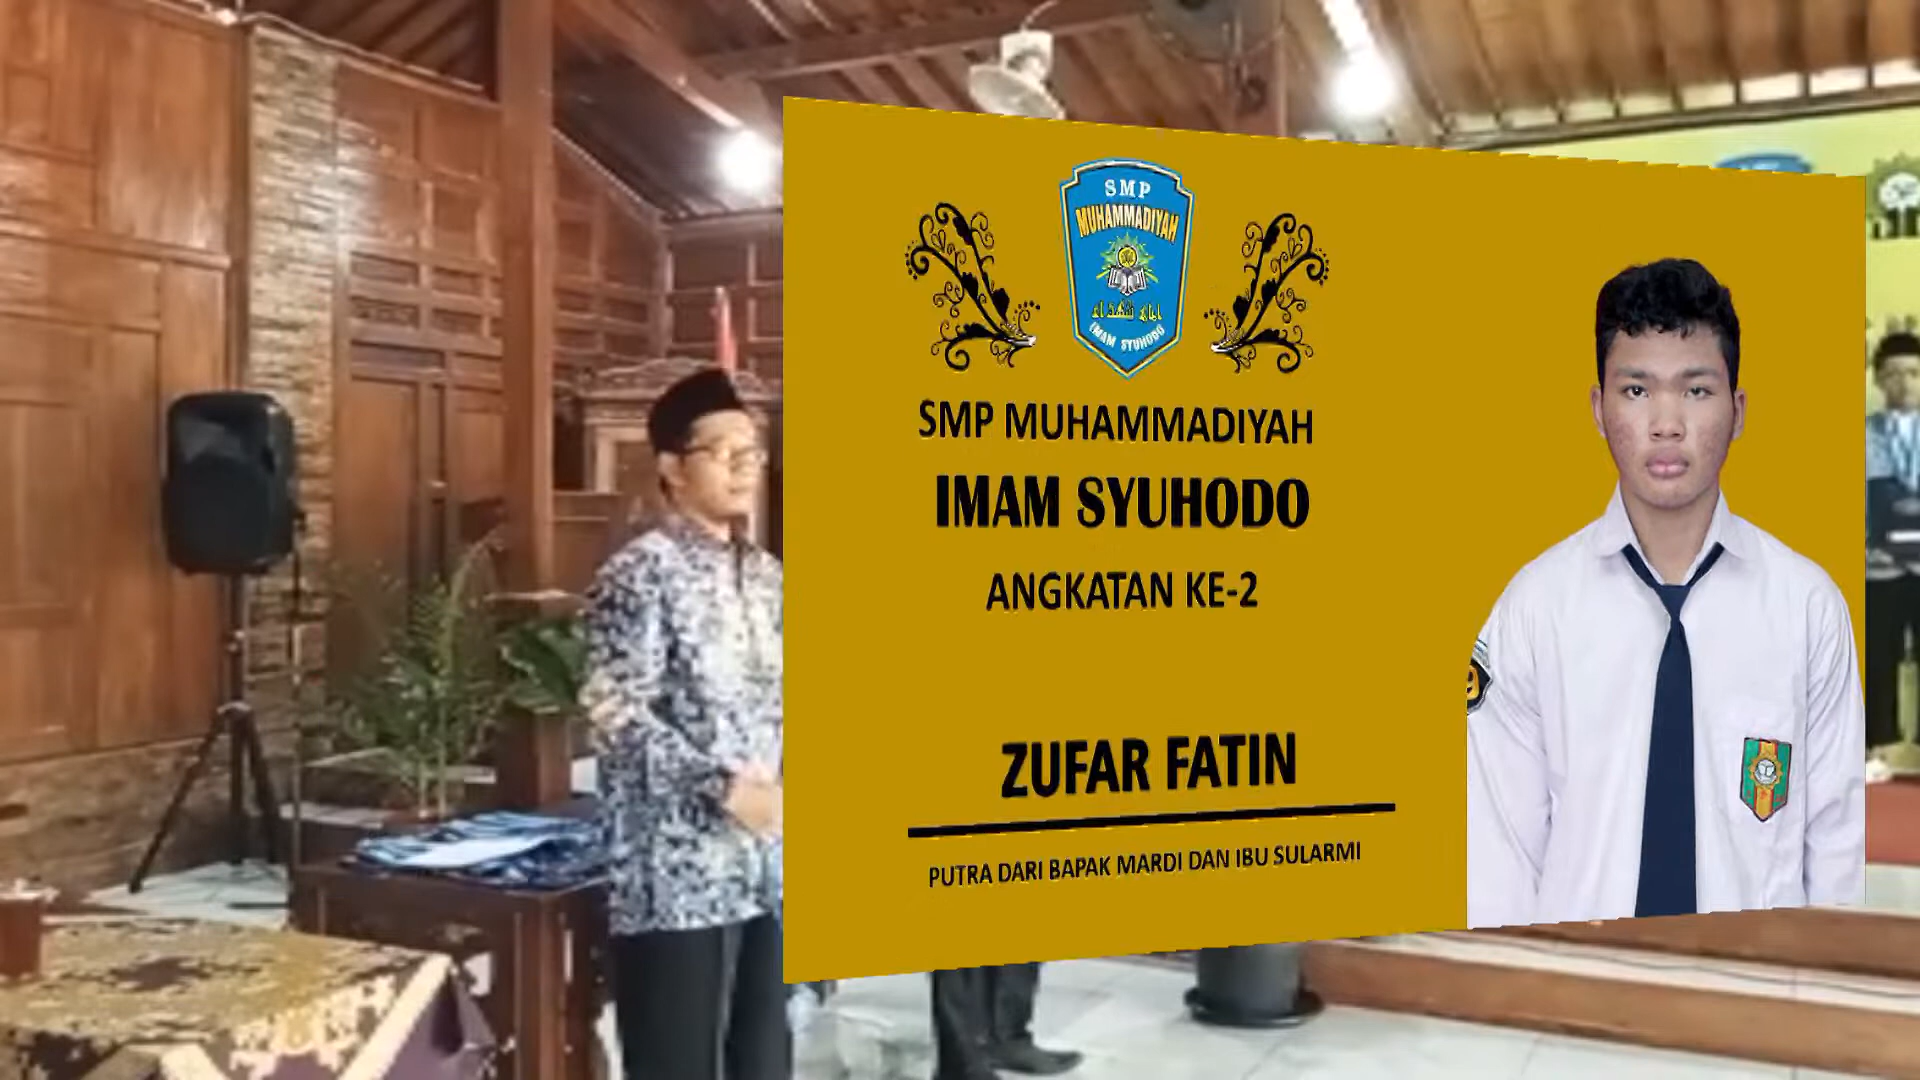 SMP
MUHAMMADIYAH
IMAM SYUHODO
SMP MUHAMMADIYAH
IMAM SYUHODO
ANGKATAN KE-2
ZUFAR FATIN
PUTRA DARI BAPAK MARDI DAN IBU SULARMI
9